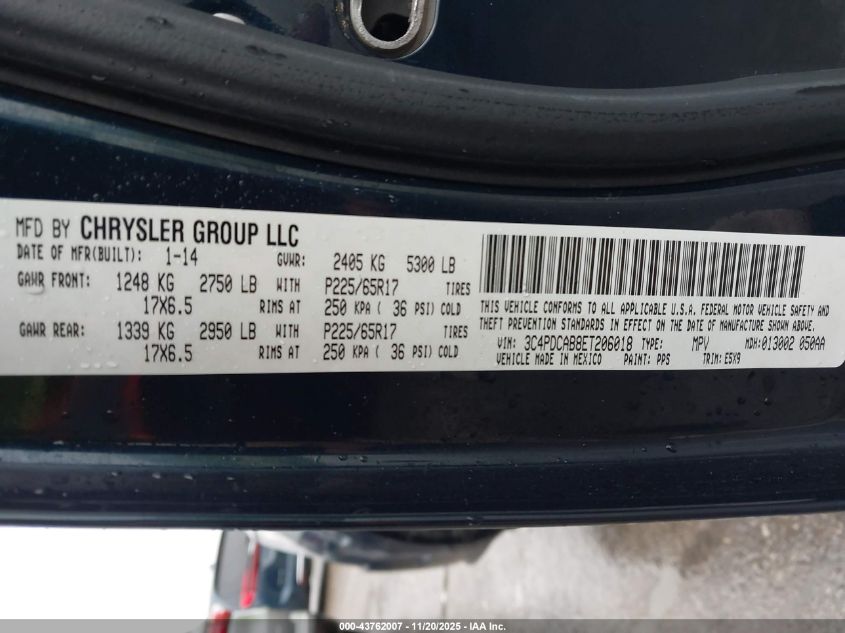 MFD BY CHRYSLER GROUP LLC
DATE OF MFR(BUILT): 1-14 GVWR: 2405 KG 5300 LB
GAWR FRONT: 1248 KG 2750 LB WITH P225/65R17 TIRES
17X6.5 RIMS AT 250 KPA ( 36 PSI) COLD
GAWR REAR: 1339 KG 2950 LB WITH P225/65R17 TIRES
17X6.5 RIMS AT 250 KPA ( 36 PSI) COLD
THIS VEHICLE CONFORMS TO ALL APPLICABLE U.S.A. FEDERAL MOTOR VEHICLE SAFETY AND
THEFT PREVENTION STANDARDS IN EFFECT ON THE DATE OF MANUFACTURE SHOWN ABOVE.
VIN: 3C4PDCAB8ET206018 TYPE: MPV MDH: 013002 050AA
VEHICLE MADE IN MEXICO PAINT: PPS TRIM: E5X9
000-43762007 - 11/20/2025 - IAA Inc.